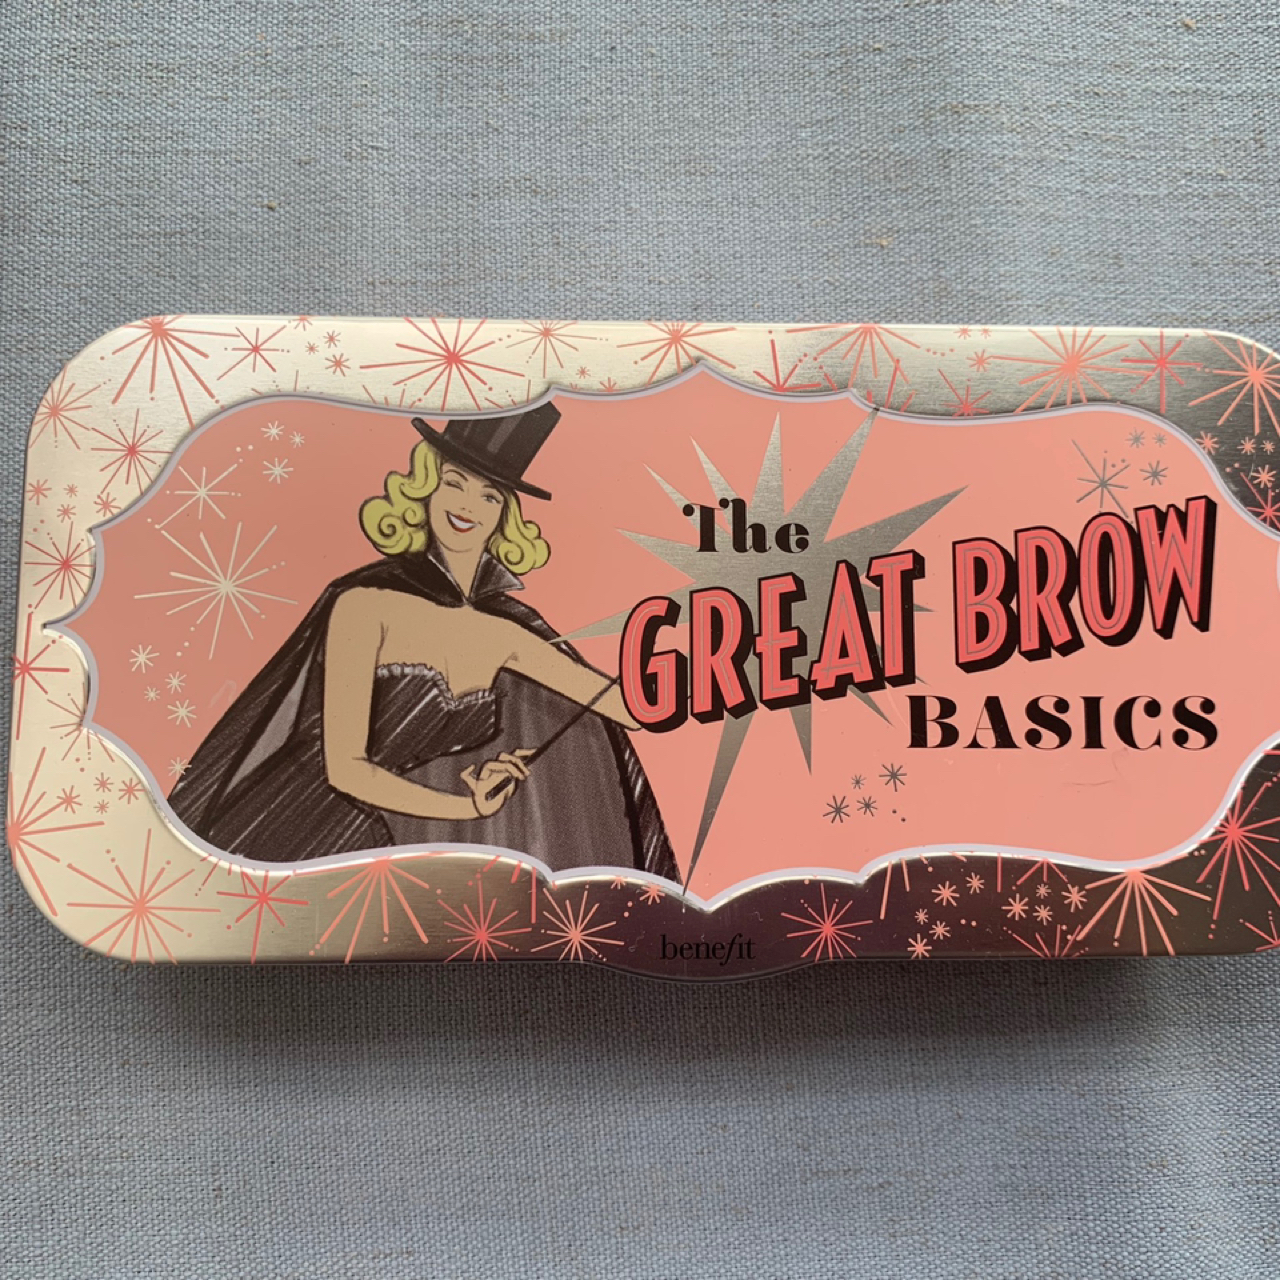 The
GREAT BROW
BASICS
benefit